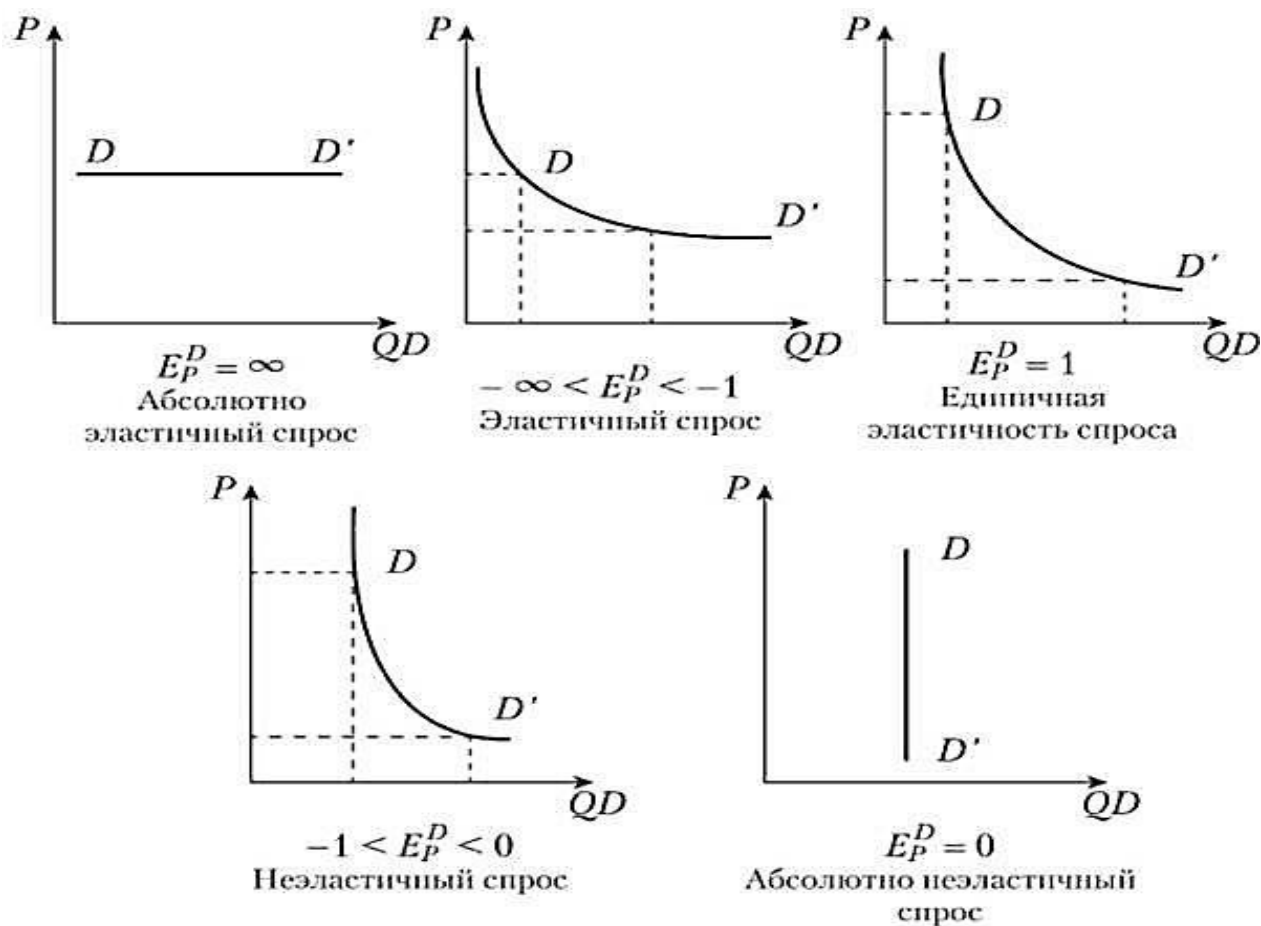 P
D D'
QD
E_P^D = ∞
Абсолютно
эластичный спрос
P
D
D'
QD
− ∞ < E_P^D < −1
Эластичный спрос
P
D
D'
QD
E_P^D = 1
Единичная
эластичность спроса
P
D
D'
QD
−1 < E_P^D < 0
Неэластичный спрос
P
D
D'
QD
E_P^D = 0
Абсолютно неэластичный
спрос